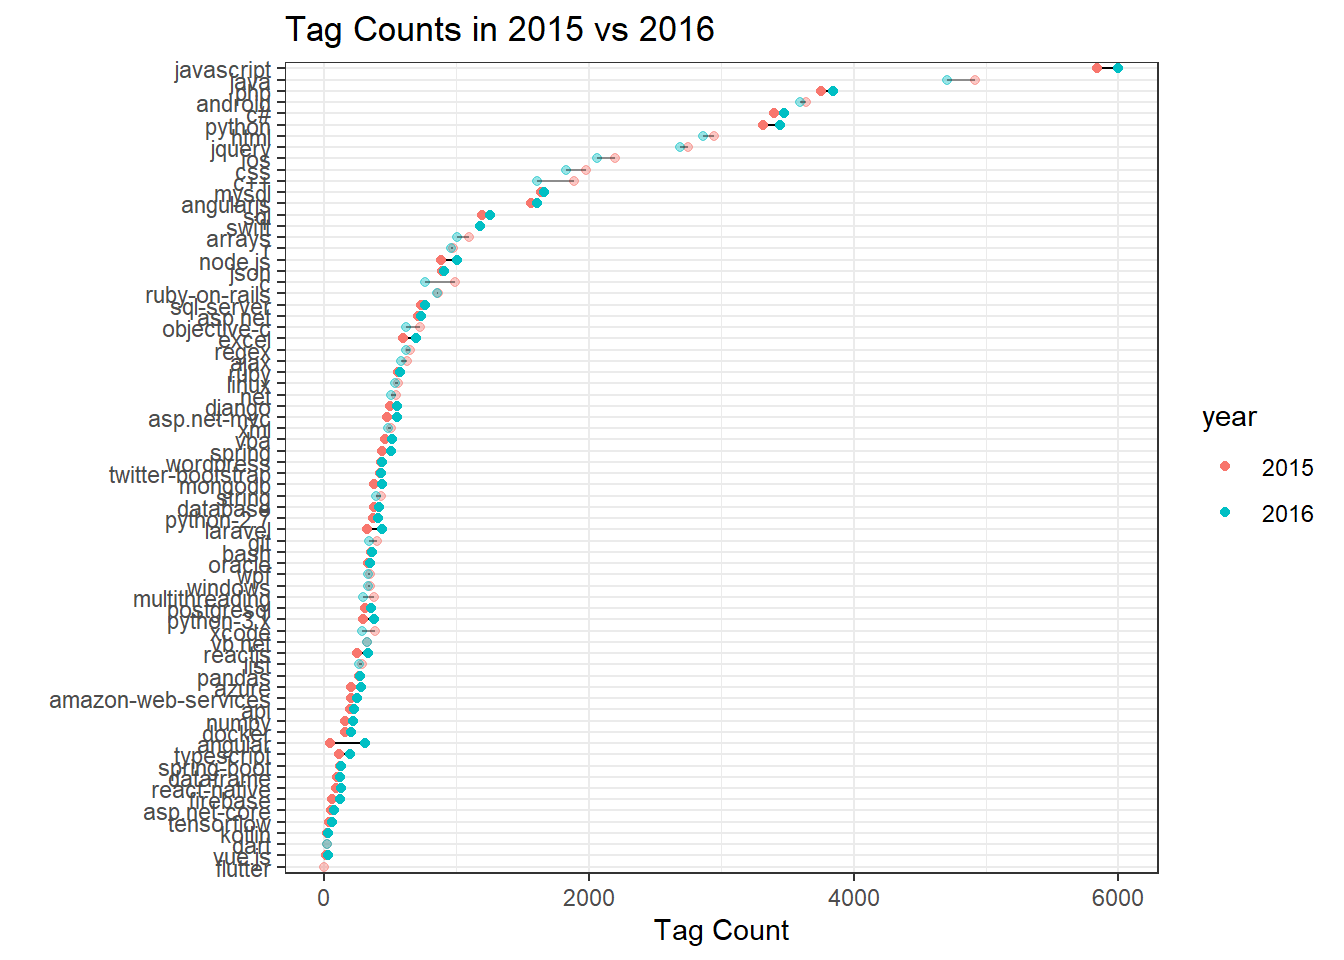 Tag Counts in 2015 vs 2016
javascript
java
php
android
c#
python
html
jquery
ios
css
c++
mysql
angularjs
sql
swift
arrays
r
node.js
json
c
ruby-on-rails
sql-server
asp.net
objective-c
excel
regex
ajax
ruby
linux
.net
django
asp.net-mvc
xml
vba
spring
wordpress
twitter-bootstrap
mongodb
string
database
python-2.7
laravel
git
bash
oracle
wpf
windows
multithreading
postgresql
python-3.x
xcode
vb.net
reactjs
list
pandas
azure
amazon-web-services
api
numpy
docker
angular
typescript
spring-boot
dataframe
react-native
firebase
asp.net-core
tensorflow
kotlin
dart
vue.js
flutter
0 2000 4000 6000
Tag Count
year
2015
2016